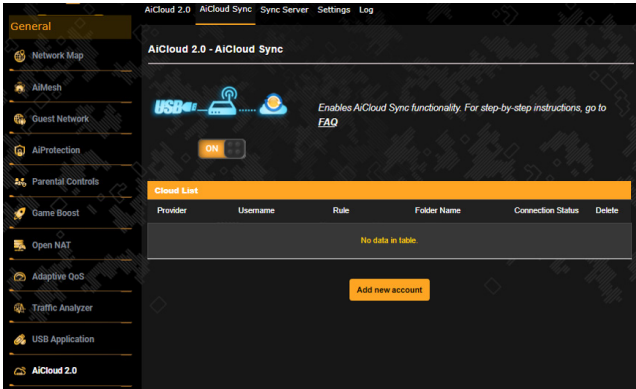 AiCloud 2.0 AiCloud Sync Sync Server Settings Log
General
Network Map
AiMesh
Guest Network
AiProtection
Parental Controls
Game Boost
Open NAT
Adaptive QoS
Traffic Analyzer
USB Application
AiCloud 2.0
AiCloud 2.0 - AiCloud Sync
USB
Enables AiCloud Sync functionality. For step-by-step instructions, go to
FAQ
ON
Cloud List
Provider Username Rule Folder Name Connection Status Delete
No data in table.
Add new account